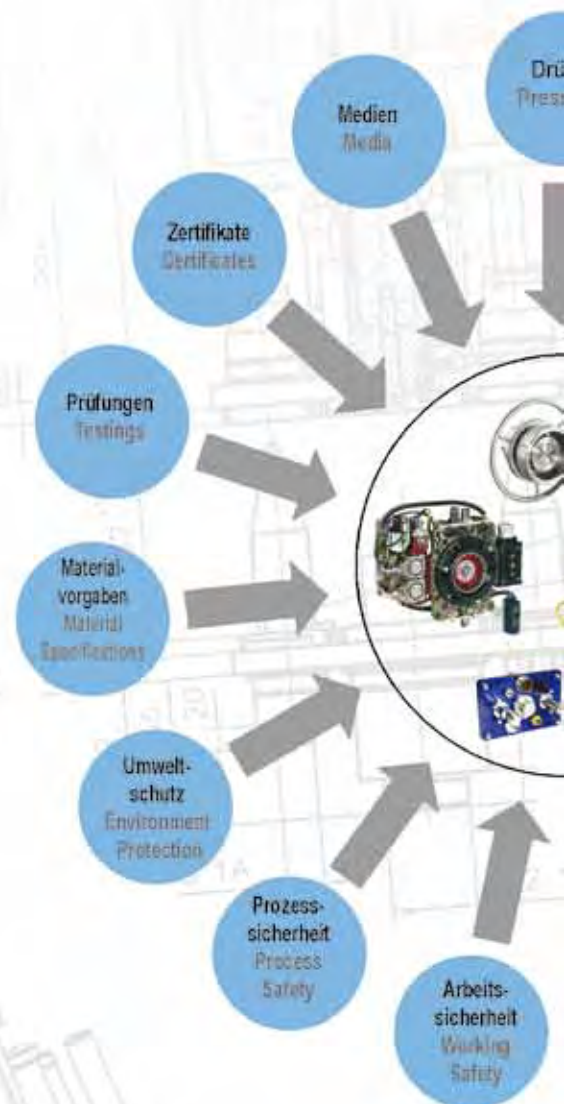 Medien
Media
Zertifikate
Certificates
Prüfungen
Testings
Material-
vorgaben
Material
Specifications
Umwelt-
schutz
Environment
Protection
Prozess-
sicherheit
Process
Safety
Arbeits-
sicherheit
Working
Safety